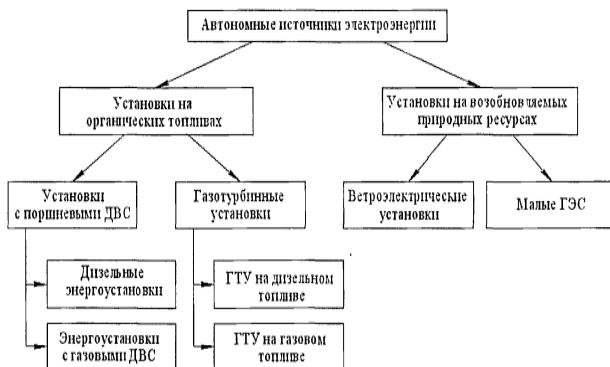 Автономные источники электроэнергии
Установки на
органических топливах
Установки на возобновляемых
природных ресурсах
Установки
с поршневыми ДВС
Газотурбинные
установки
Ветроэлектрические
установки
Малые ГЭС
Дизельные
энергоустановки
ГТУ на дизельном
топливе
Энергоустановки
с газовыми ДВС
ГТУ на газовом
топливе